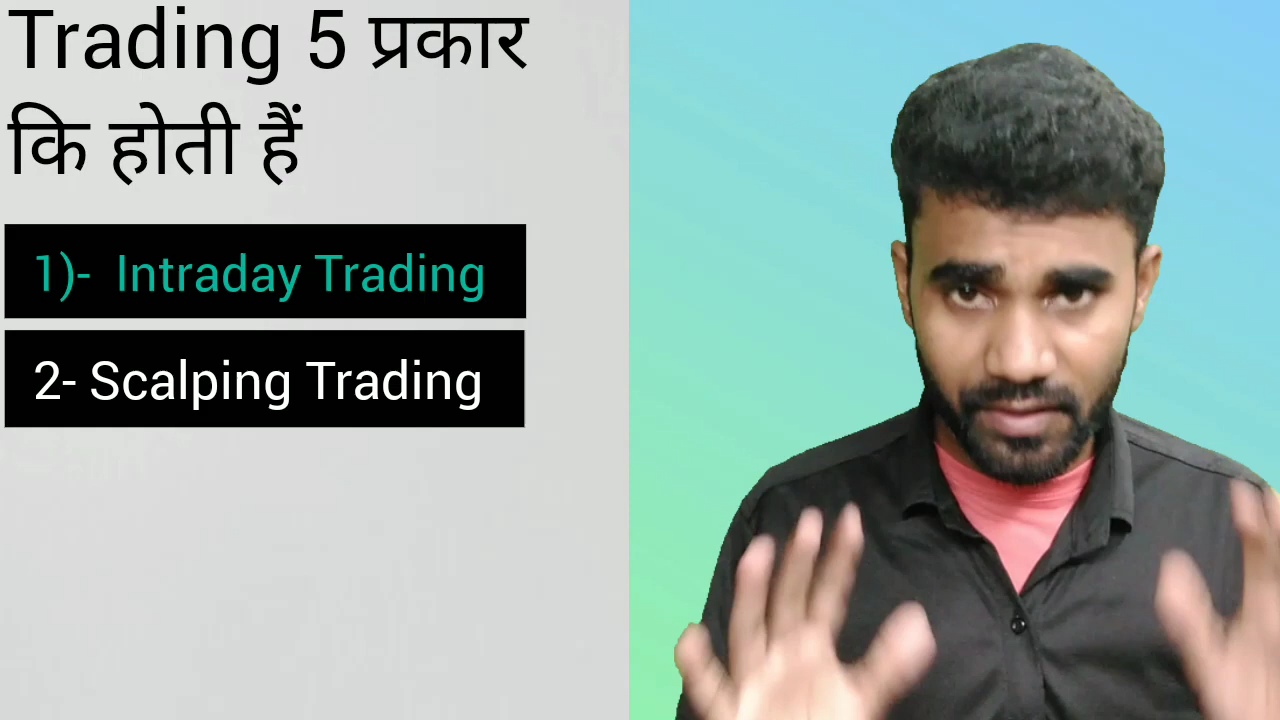 Trading 5 प्रकार
कि होती हैं
1)- Intraday Trading
2- Scalping Trading